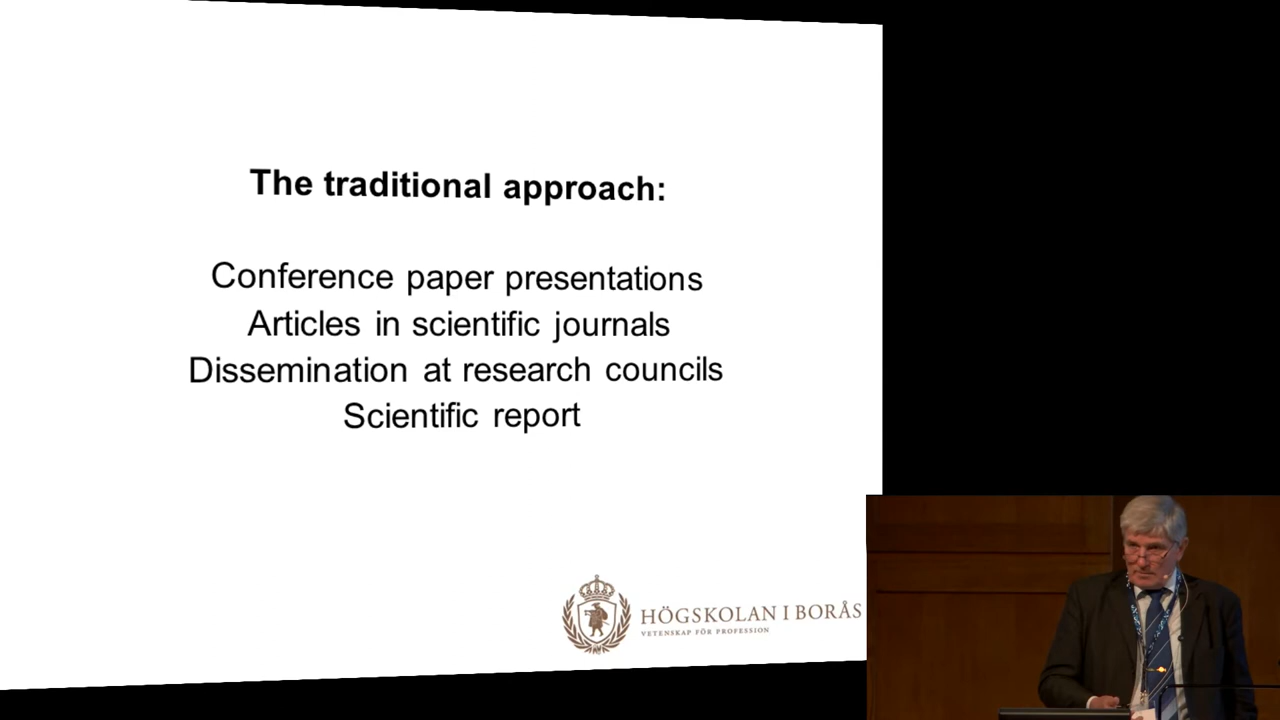 The traditional approach:
Conference paper presentations
Articles in scientific journals
Dissemination at research councils
Scientific report
HÖGSKOLAN I BORÅS
VETENSKAP FÖR PROFESSION